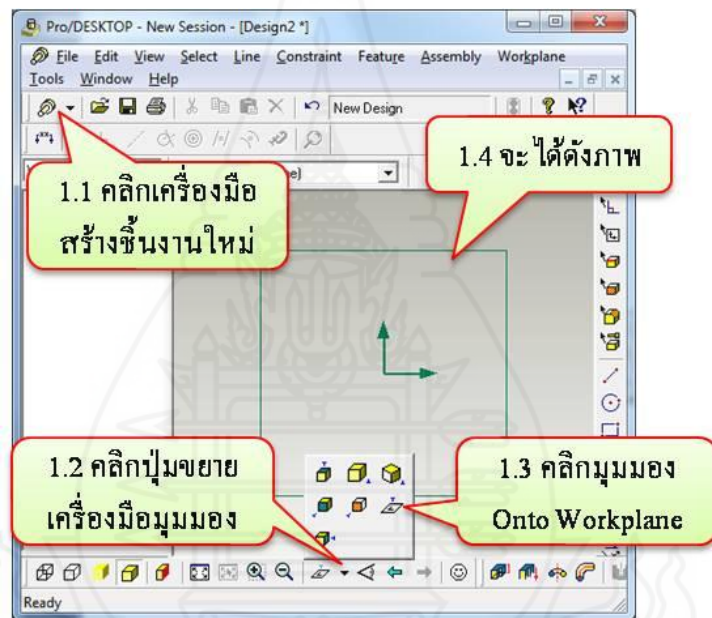 Pro/DESKTOP - New Session - [Design2 *]
File Edit View Select Line Constraint Feature Assembly Workplane
Tools Window Help
New Design
1.1 คลิกเครื่องมือ
สร้างชิ้นงานใหม่
1.4 จะ ได้ดังภาพ
1.2 คลิกปุ่มขยาย
เครื่องมือมุมมอง
1.3 คลิกมุมมอง
Onto Workplane
Ready